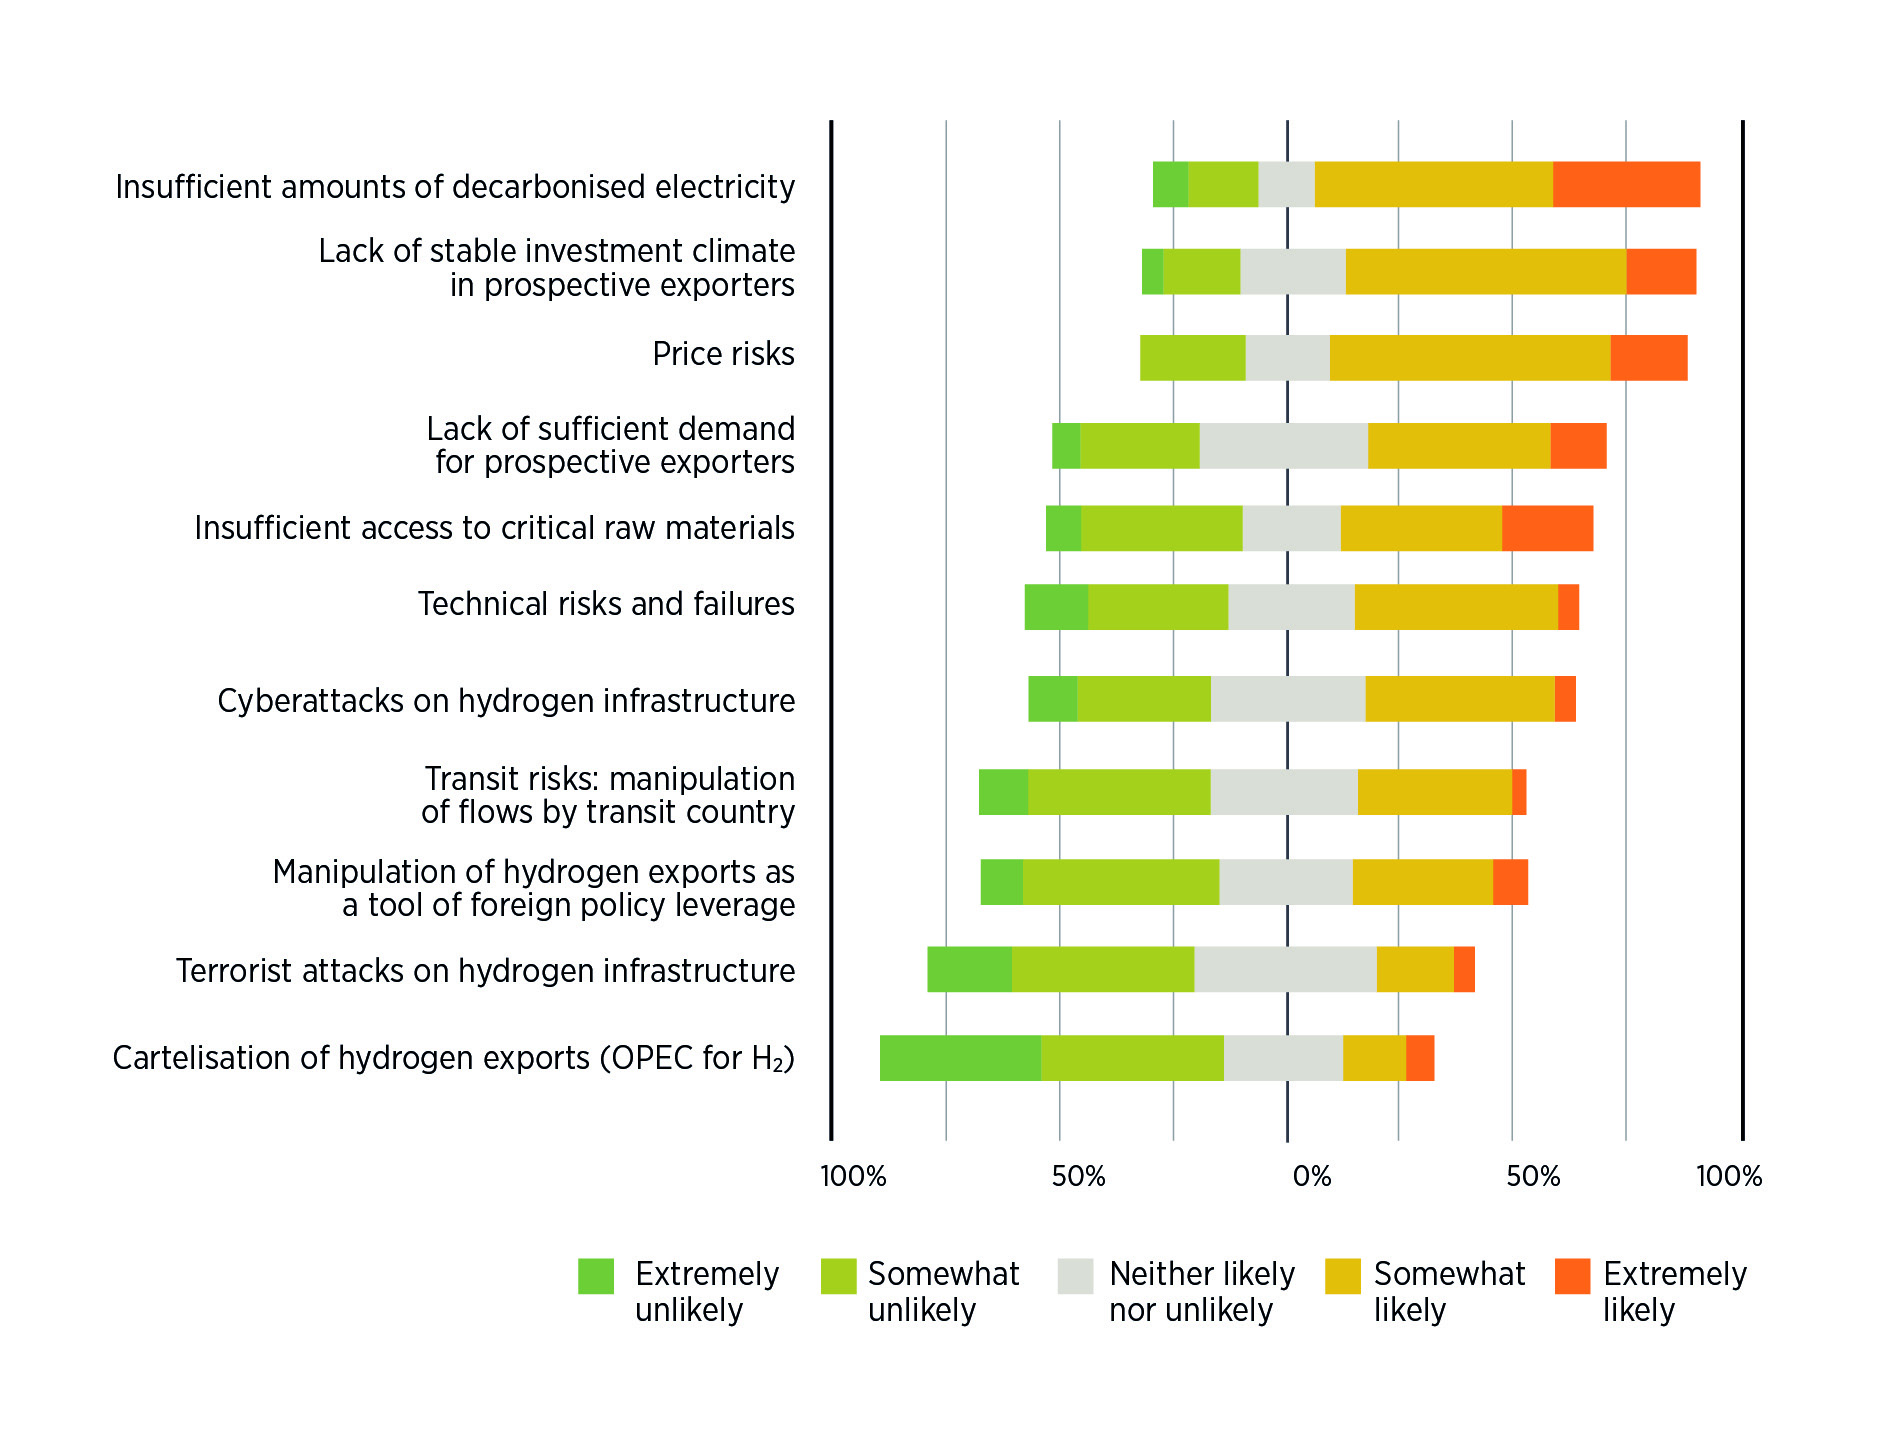 Insufficient amounts of decarbonised electricity
Lack of stable investment climate
in prospective exporters
Price risks
Lack of sufficient demand
for prospective exporters
Insufficient access to critical raw materials
Technical risks and failures
Cyberattacks on hydrogen infrastructure
Transit risks: manipulation
of flows by transit country
Manipulation of hydrogen exports as
a tool of foreign policy leverage
Terrorist attacks on hydrogen infrastructure
Cartelisation of hydrogen exports (OPEC for H₂)
100% 50% 0% 50% 100%
Extremely
unlikely
Somewhat
unlikely
Neither likely
nor unlikely
Somewhat
likely
Extremely
likely